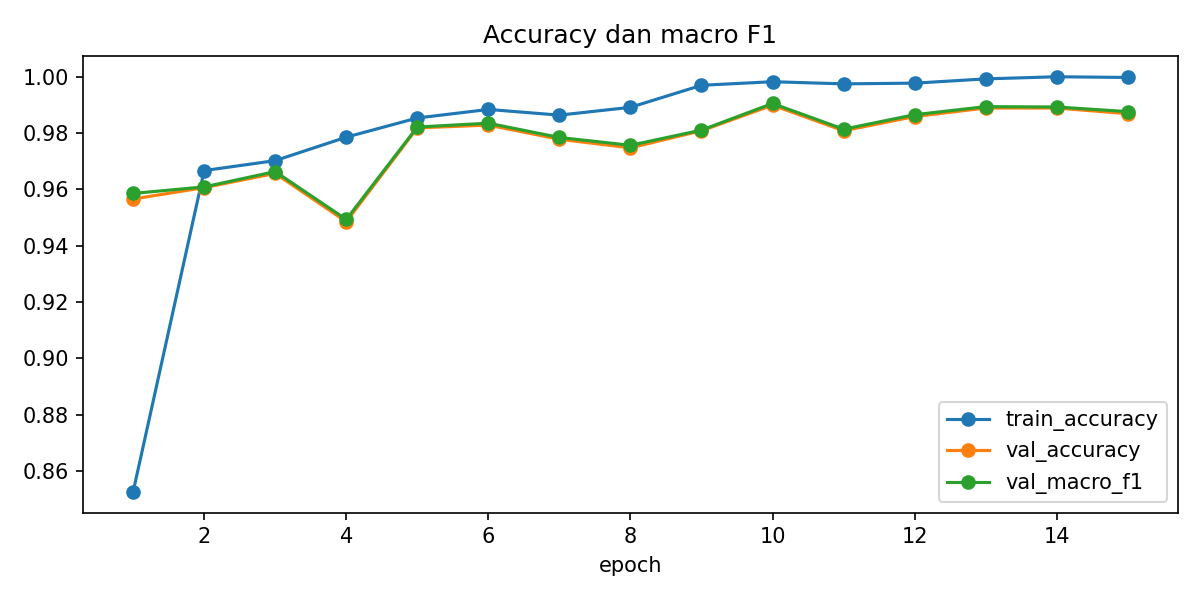 Accuracy dan macro F1
1.00
0.98
0.96
0.94
0.92
0.90
0.88
0.86
train_accuracy
val_accuracy
val_macro_f1
2 4 6 8 10 12 14
epoch